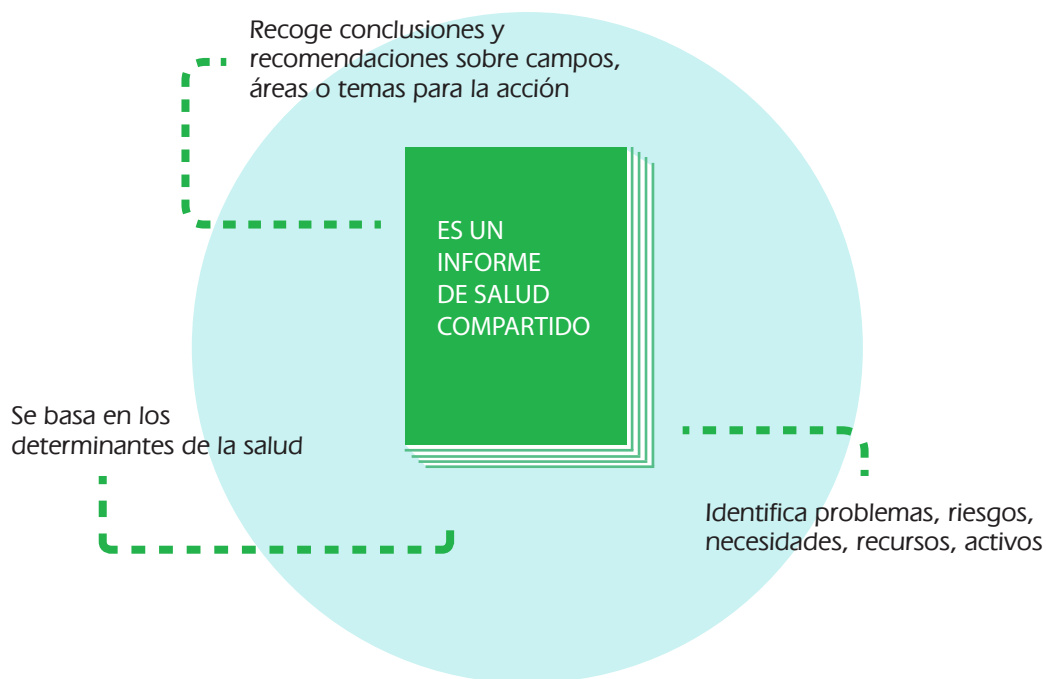 Recoge conclusiones y
recomendaciones sobre campos,
áreas o temas para la acción
ES UN
INFORME
DE SALUD
COMPARTIDO
Se basa en los
determinantes de la salud
Identifica problemas, riesgos,
necesidades, recursos, activos